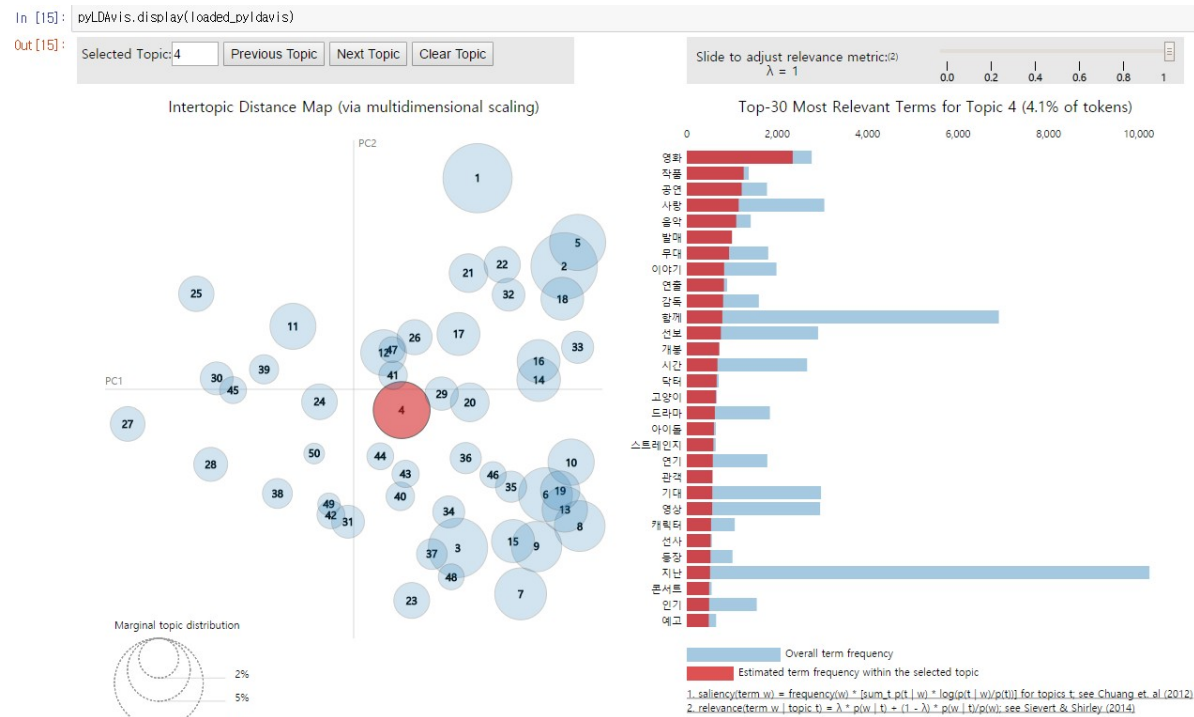 In [15]: pyLDAvis.display(loaded_pyldavis)
Out[15]:
Selected Topic: 4 Previous Topic Next Topic Clear Topic
Slide to adjust relevance metric:(2)
λ = 1
0.0 0.2 0.4 0.6 0.8 1
Intertopic Distance Map (via multidimensional scaling)
PC2
PC1
1
5
2
22
21
32
18
25
11
26
17
33
12
47
16
39
41
14
30
45
29
24
4
20
27
50
44
36
28
43
46
10
35
38
40
6
19
49
42
31
34
13
8
15
9
3
37
48
7
23
Marginal topic distribution
2%
5%
Top-30 Most Relevant Terms for Topic 4 (4.1% of tokens)
0 2,000 4,000 6,000 8,000 10,000
영화
작품
공연
사랑
음악
발매
무대
이야기
연출
감독
함께
선보
개봉
시간
닥터
고양이
드라마
아이돌
스트레인지
연기
관객
기대
영상
캐릭터
선사
등장
지난
콘서트
인기
예고
Overall term frequency
Estimated term frequency within the selected topic
1. saliency(term w) = frequency(w) * [sum_t p(t | w) * log(p(t | w)/p(t))] for topics t; see Chuang et. al (2012)
2. relevance(term w | topic t) = λ * p(w | t) + (1 - λ) * p(w | t)/p(w); see Sievert & Shirley (2014)